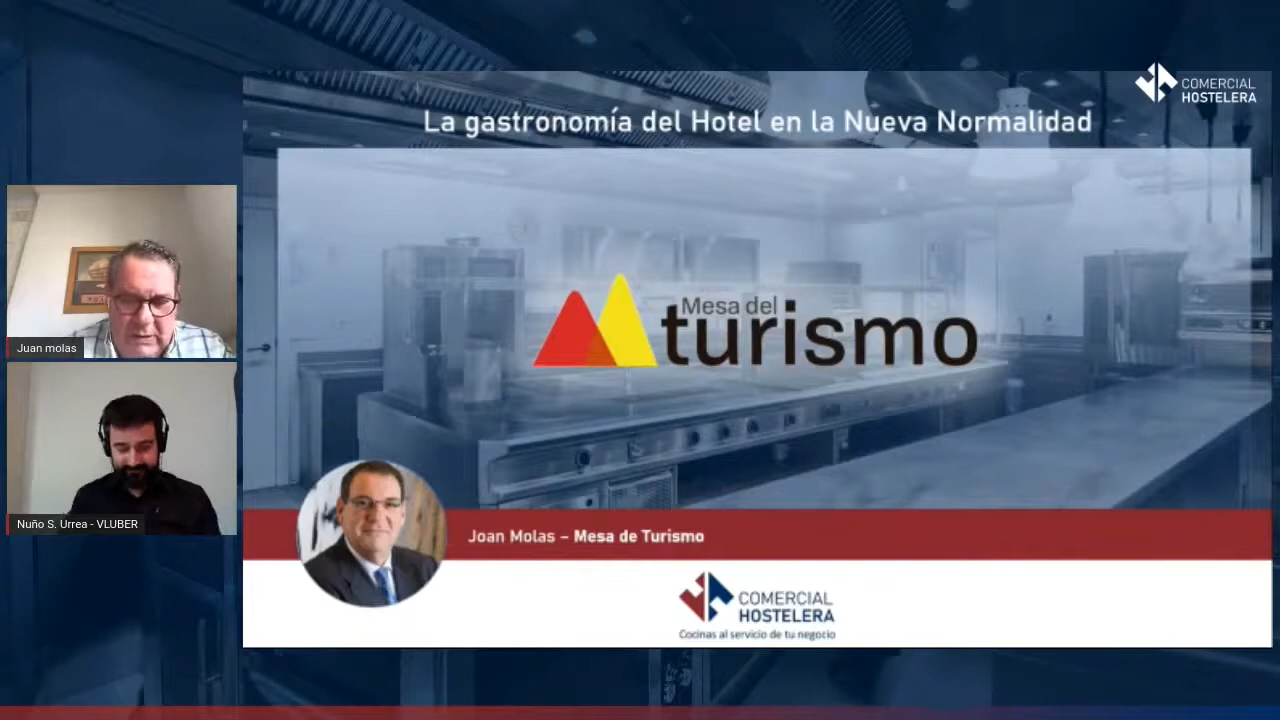 COMERCIAL
HOSTELERA
La gastronomía del Hotel en la Nueva Normalidad
Mesa del
turismo
Juan molas
Nuño S. Urrea - VLUBER
Joan Molas – Mesa de Turismo
COMERCIAL
HOSTELERA
Cocinas al servicio de tu negocio